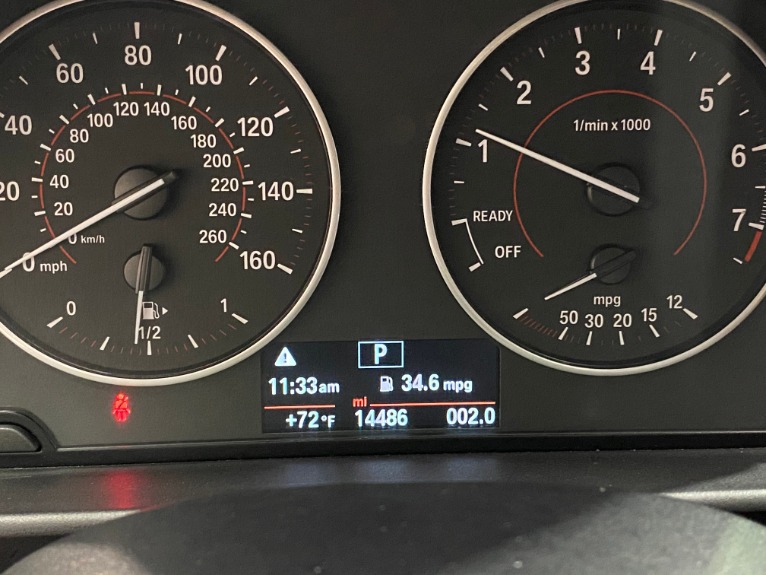 20
40
60
80
100
120
140
160
0 mph
0 km/h
20
40
60
80
100
120
140
160
180
200
220
240
260
0
1/2
1
1
2
3
4
5
6
7
1/min x 1000
READY
OFF
mpg
50 30 20 15 12
P
11:33am
34.6 mpg
mi
+72°F 14486 002.0